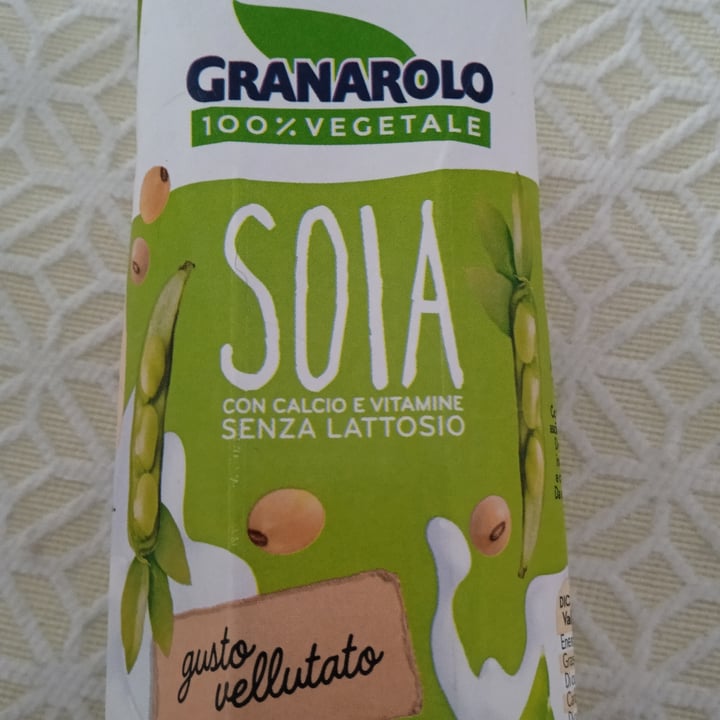 GRANAROLO
100% VEGETALE
SOIA
CON CALCIO E VITAMINE
SENZA LATTOSIO
gusto
vellutato